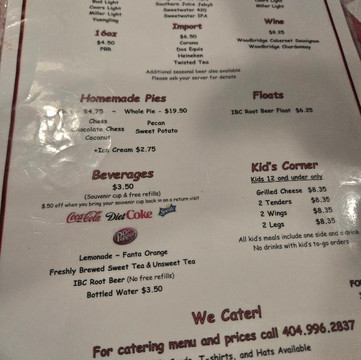 Bud Light
Coors Light
Miller Light
Yuengling
16oz
$4.50
PBR
Southern Juice
Sweetwater 420
Sweetwater IPA
Import
$6.50
Corona
Dos Equis
Heineken
Twisted Tea
Coors Light
Miller Light
Wine
$8.25
Woodbridge Cabernet Sauvignon
Woodbridge Chardonnay
Additional seasonal beer also available
Please ask your server for details
Homemade Pies
$4.75 - Whole Pie - $19.50
Chess
Chocolate Chess
Coconut
Pecan
Sweet Potato
+Ice Cream $2.75
Floats
IBC Root Beer Float $6.25
Beverages
$3.50
(Souvenir cup & free refills)
$.50 off when you bring your souvenir cup back in on a return visit
Coca-Cola Diet Coke Sprite
Dr Pepper
Lemonade - Fanta Orange
Freshly Brewed Sweet Tea & Unsweet Tea
IBC Root Beer (No free refills)
Bottled Water $3.50
Kid's Corner
Kids 12 and under only
Grilled Cheese $8.35
2 Tenders $8.35
2 Wings $8.35
2 Legs $8.35
All kid's meals include one side and a drink
No drinks with kid's to-go orders
We Cater!
For catering menu and prices call 404.996.2837
T-shirts, and Hats Available